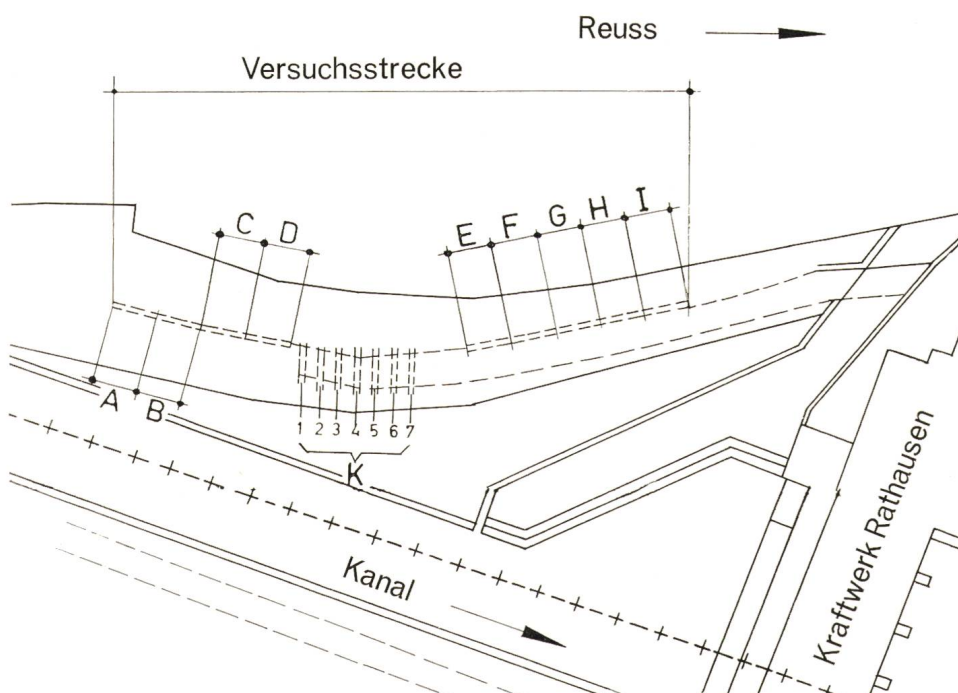 Reuss
Versuchsstrecke
C D
E F G H I
A B
1 2 3 4 5 6 7
K
Kanal
Kraftwerk Rathausen